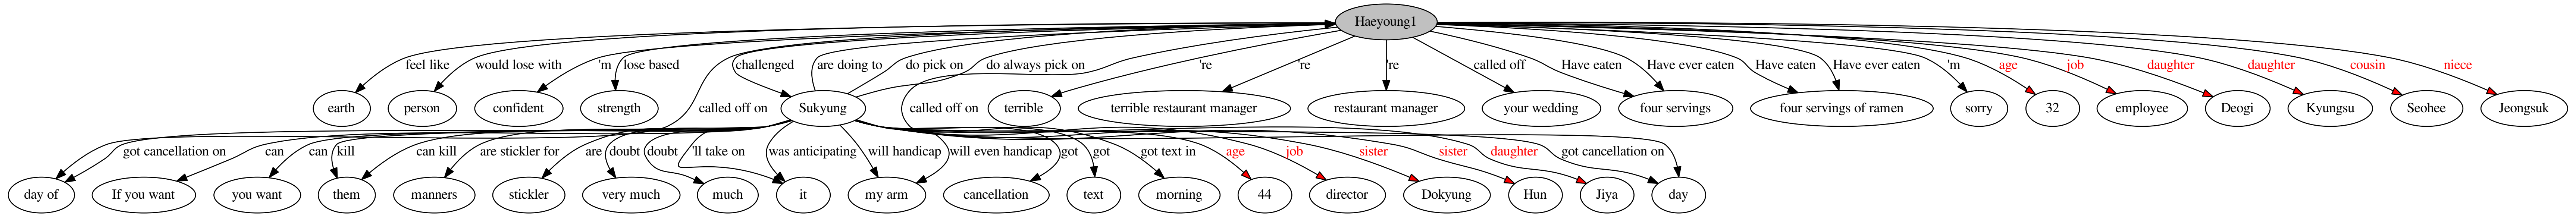 Haeyoung1
feel like
would lose with
'm
lose based
challenged
are doing to
do pick on
do always pick on
're
're
're
called off
Have eaten
Have ever eaten
Have eaten
Have ever eaten
'm
age
job
daughter
daughter
cousin
niece
earth
person
confident
strength
called off on
Sukyung
called off on
terrible
terrible restaurant manager
restaurant manager
your wedding
four servings
four servings of ramen
sorry
32
employee
Deogi
Kyungsu
Seohee
Jeongsuk
got cancellation on
can
can
kill
can kill
are stickler for
are
doubt
doubt
'll take on
was anticipating
will handicap
will even handicap
got
got
got text in
age
job
sister
sister
daughter
got cancellation on
day of
If you want
you want
them
manners
stickler
very much
much
it
my arm
cancellation
text
morning
44
director
Dokyung
Hun
Jiya
day